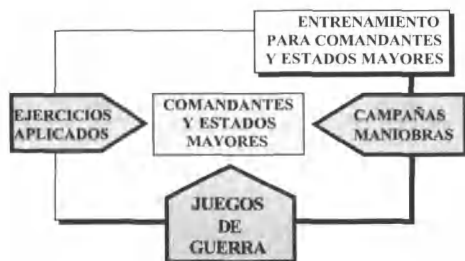 ENTRENAMIENTO
PARA COMANDANTES
Y ESTADOS MAYORES
EJERCICIOS
APLICADOS
COMANDANTES
Y ESTADOS
MAYORES
CAMPAÑAS
MANIOBRAS
JUEGOS
DE
GUERRA